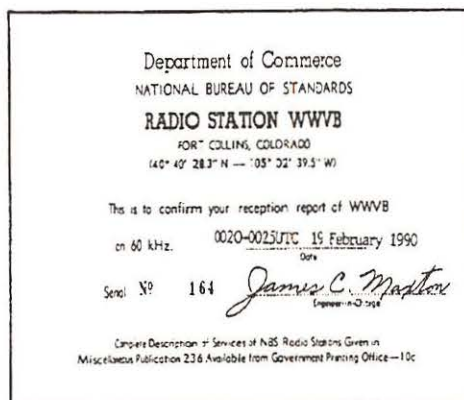 Department of Commerce
NATIONAL BUREAU OF STANDARDS
RADIO STATION WWVB
FORT COLLINS, COLORADO
(40° 40' 28.3" N — 105° 02' 39.5" W)
This is to confirm your reception report of WWVB
on 60 kHz. 0020-0025UTC 19 February 1990
Date
Serial Nº 164 James C. Maxton
Engineer-in-Charge
Complete Description of Services of NBS Radio Stations Given in
Miscellaneous Publication 236 Available from Government Printing Office—10c